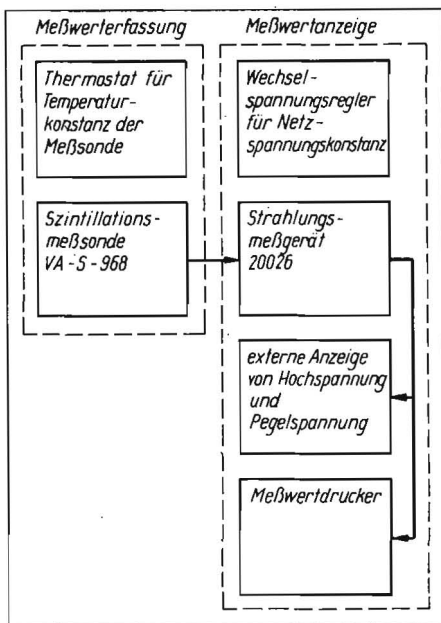 Meßwerterfassung
Thermostat für
Temperatur-
konstanz der
Meßsonde
Szintillations-
meßsonde
VA-S-968
Meßwertanzeige
Wechsel-
spannungsregler
für Netz-
spannungskonstanz
Strahlungs-
meßgerät
20026
externe Anzeige
von Hochspannung
und
Pegelspannung
Meßwertdrucker